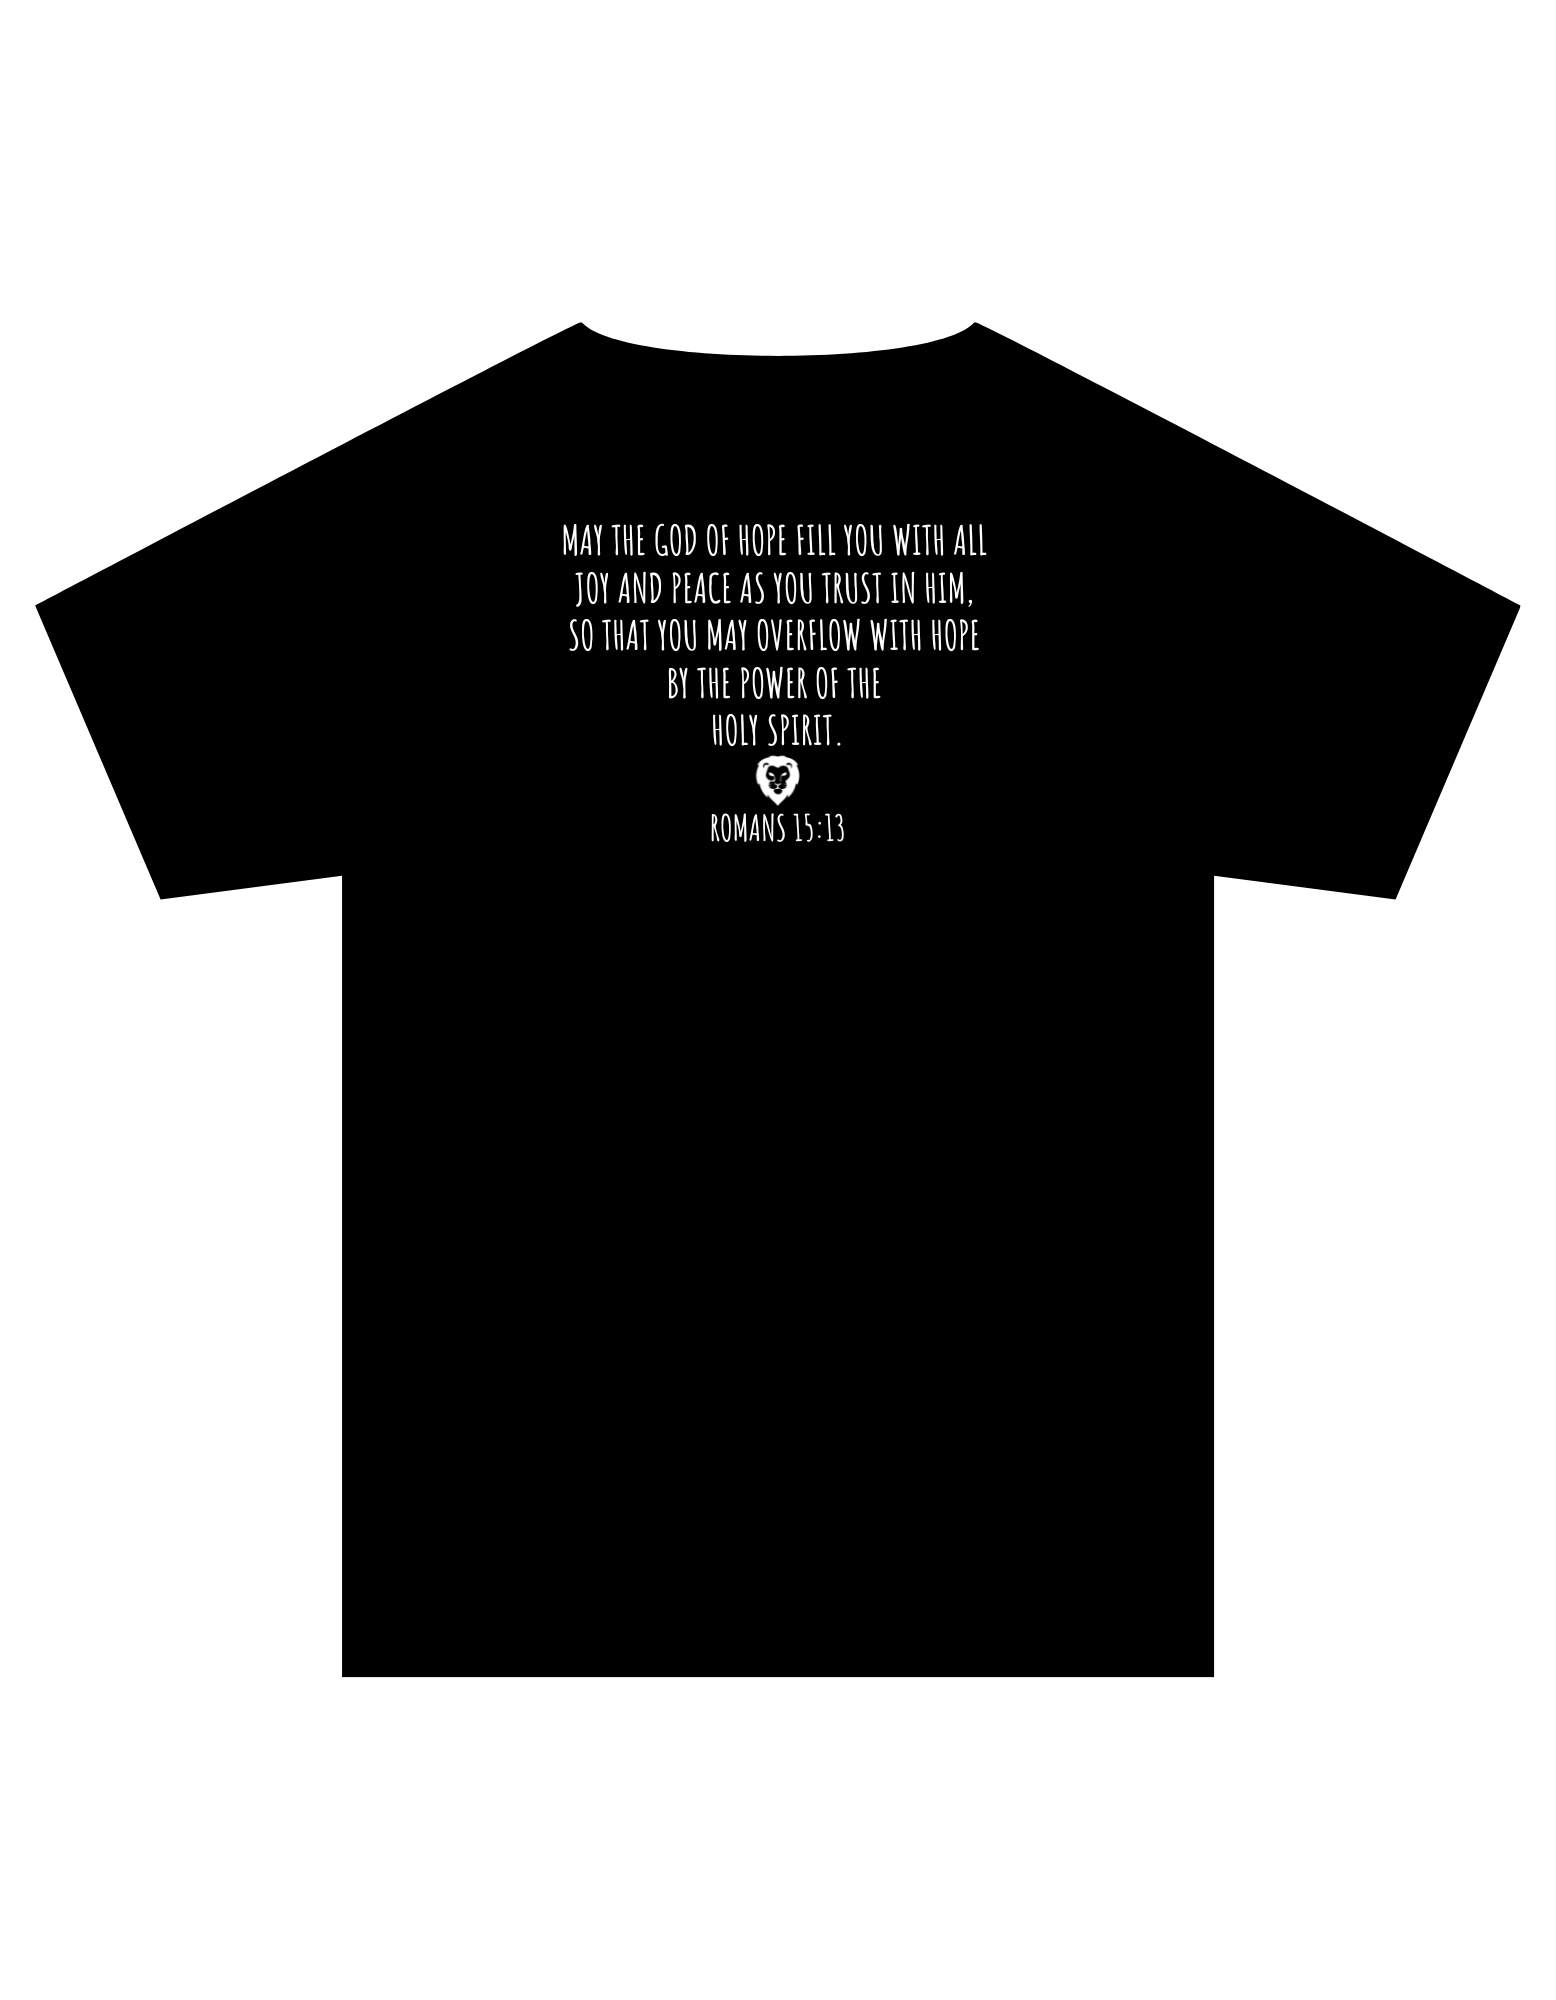 MAY THE GOD OF HOPE FILL YOU WITH ALL
JOY AND PEACE AS YOU TRUST IN HIM,
SO THAT YOU MAY OVERFLOW WITH HOPE
BY THE POWER OF THE
HOLY SPIRIT.
ROMANS 15:13